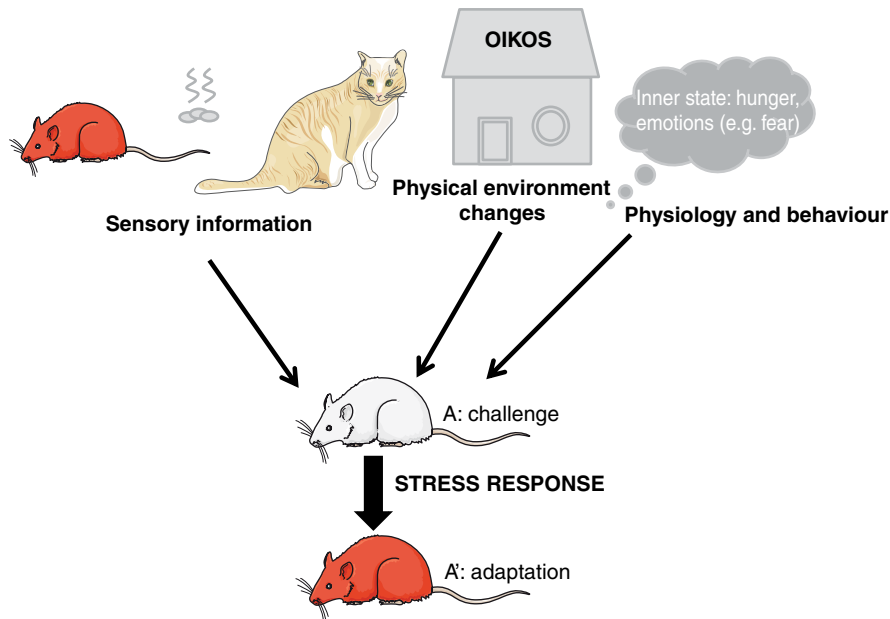 OIKOS
Inner state: hunger,
emotions (e.g. fear)
Sensory information
Physical environment
changes
Physiology and behaviour
A: challenge
STRESS RESPONSE
A': adaptation